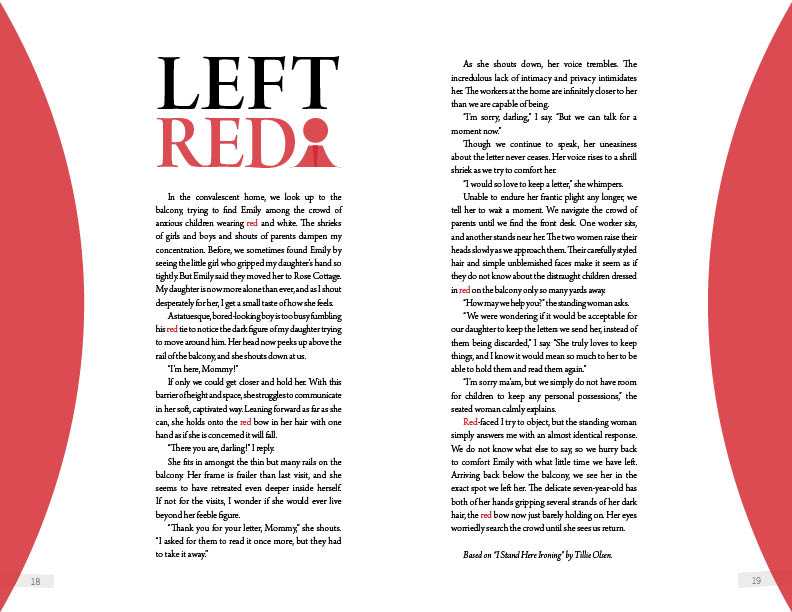 LEFT
RED
In the convalescent home, we look up to the
balcony, trying to find Emily among the crowd of
anxious children wearing red and white. The shrieks
of girls and boys and shouts of parents dampen my
concentration. Before, we sometimes found Emily by
seeing the little girl who gripped my daughter's hand so
tightly. But Emily said they moved her to Rose Cottage.
My daughter is now more alone than ever, and as I shout
desperately for her, I get a small taste of how she feels.
A statuesque, bored-looking boy is too busy fumbling
his red tie to notice the dark figure of my daughter trying
to move around him. Her head now peeks up above the
rail of the balcony, and she shouts down at us.
"I'm here, Mommy!"
If only we could get closer and hold her. With this
barrier of height and space, she struggles to communicate
in her soft, captivated way. Leaning forward as far as she
can, she holds onto the red bow in her hair with one
hand as if she is concerned it will fall.
"There you are, darling!" I reply.
She fits in amongst the thin but many rails on the
balcony. Her frame is frailer than last visit, and she
seems to have retreated even deeper inside herself.
If not for the visits, I wonder if she would ever live
beyond her feeble figure.
"Thank you for your letter, Mommy," she shouts.
"I asked for them to read it once more, but they had
to take it away."
18
As she shouts down, her voice trembles. The
incredulous lack of intimacy and privacy intimidates
her. The workers at the home are infinitely closer to her
than we are capable of being.
"I'm sorry, darling," I say. "But we can talk for a
moment now."
Though we continue to speak, her uneasiness
about the letter never ceases. Her voice rises to a shrill
shriek as we try to comfort her.
"I would so love to keep a letter," she whimpers.
Unable to endure her frantic plight any longer, we
tell her to wait a moment. We navigate the crowd of
parents until we find the front desk. One worker sits,
and another stands near her. The two women raise their
heads slowly as we approach them. Their carefully styled
hair and simple unblemished faces make it seem as if
they do not know about the distraught children dressed
in red on the balcony only so many yards away.
"How may we help you?" the standing woman asks.
"We were wondering if it would be acceptable for
our daughter to keep the letters we send her, instead of
them being discarded," I say. "She truly loves to keep
things, and I know it would mean so much to her to be
able to hold them and read them again."
"I'm sorry ma'am, but we simply do not have room
for children to keep any personal possessions," the
seated woman calmly explains.
Red-faced I try to object, but the standing woman
simply answers me with an almost identical response.
We do not know what else to say, so we hurry back
to comfort Emily with what little time we have left.
Arriving back below the balcony, we see her in the
exact spot we left her. The delicate seven-year-old has
both of her hands gripping several strands of her dark
hair, the red bow now just barely holding on. Her eyes
worriedly search the crowd until she sees us return.
Based on "I Stand Here Ironing" by Tillie Olsen.
19